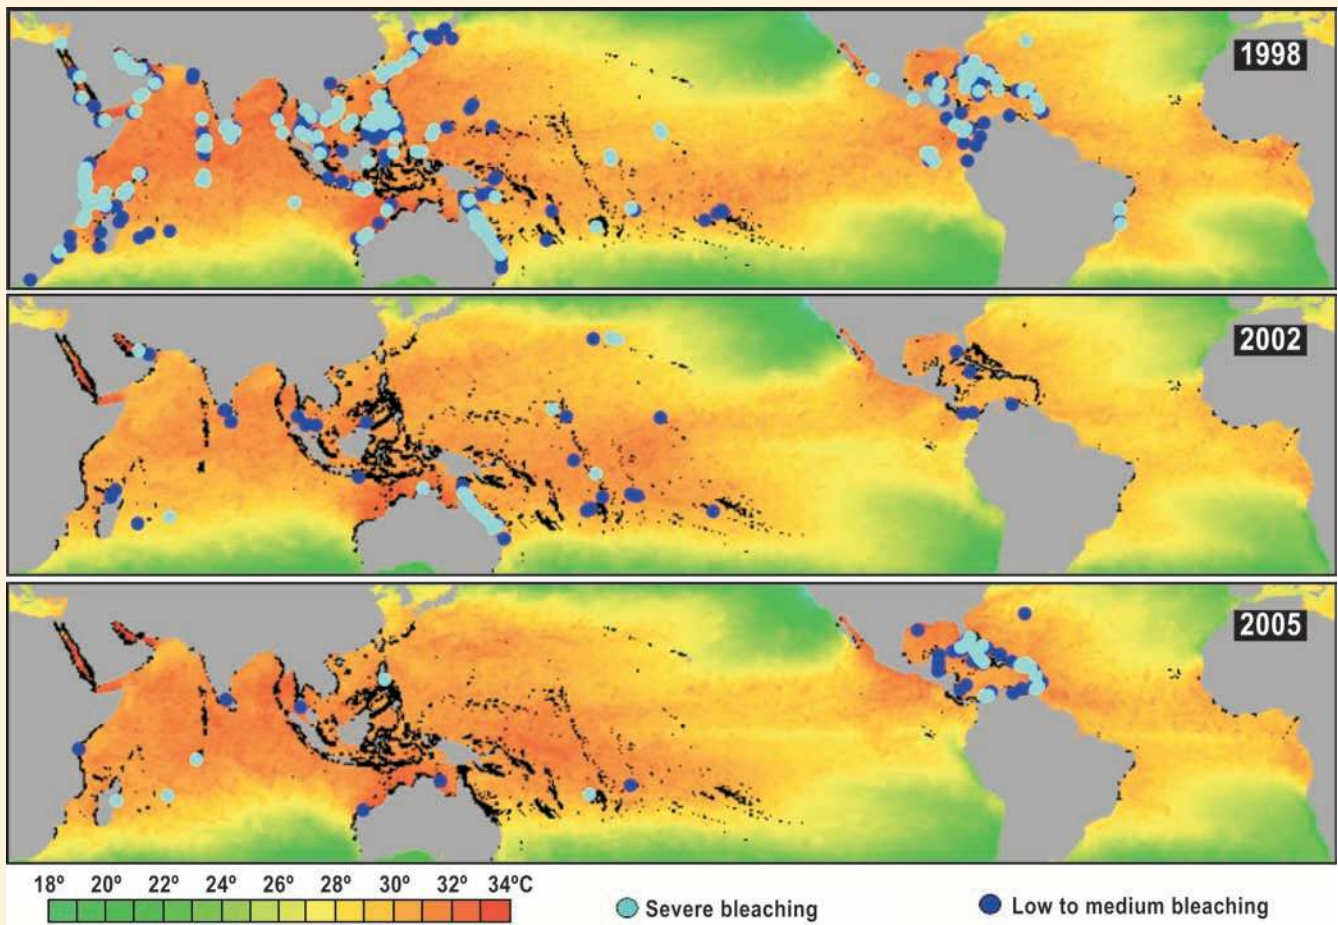 1998
2002
2005
18º 20º 22º 24º 26º 28º 30º 32º 34ºC
Severe bleaching
Low to medium bleaching